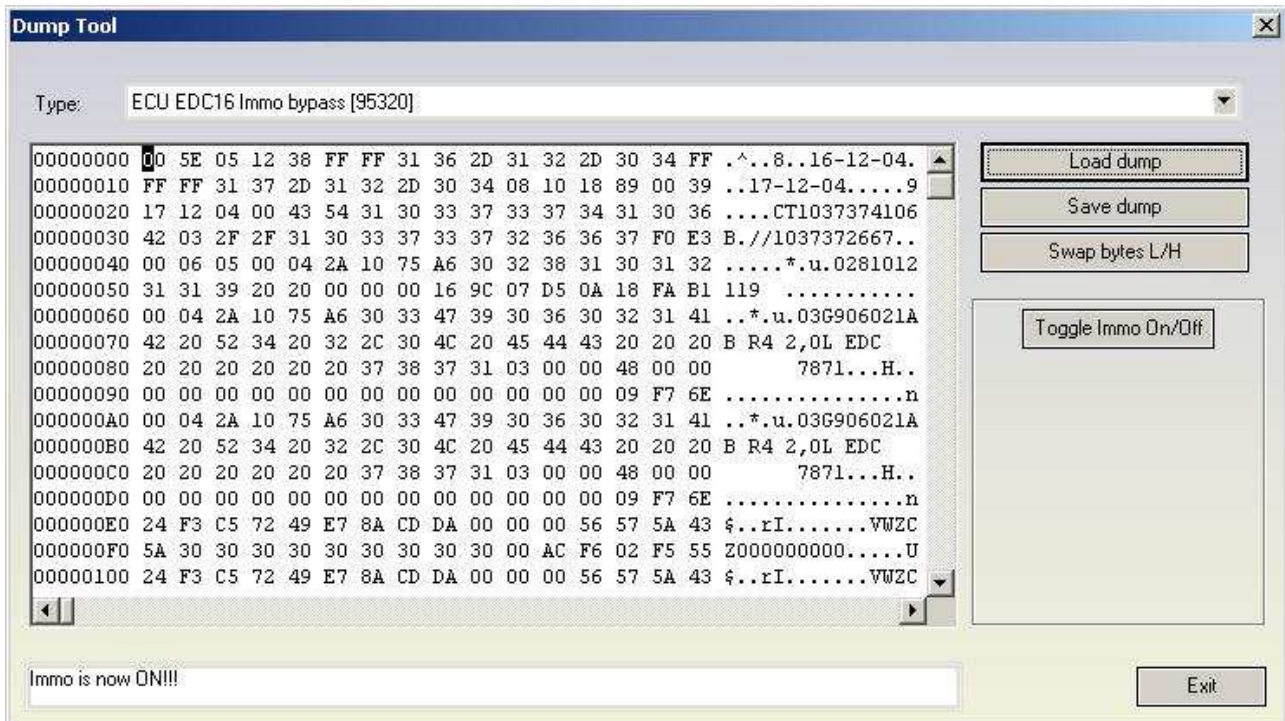 Dump Tool
Type: ECU EDC16 Immo bypass [95320]
00000000 00 5E 05 12 38 FF FF 31 36 2D 31 32 2D 30 34 FF .^..8..16-12-04.
00000010 FF FF 31 37 2D 31 32 2D 30 34 08 10 18 89 00 39 ..17-12-04.....9
00000020 17 12 04 00 43 54 31 30 33 37 33 37 34 31 30 36 ....CT1037374106
00000030 42 03 2F 2F 31 30 33 37 33 37 32 36 36 37 F0 E3 B.//1037372667..
00000040 00 06 05 00 04 2A 10 75 A6 30 32 38 31 30 31 32 .....*.u.0281012
00000050 31 31 39 20 20 00 00 00 16 9C 07 D5 0A 18 FA B1 119  ...........
00000060 00 04 2A 10 75 A6 30 33 47 39 30 36 30 32 31 41 ..*.u.03G906021A
00000070 42 20 52 34 20 32 2C 30 4C 20 45 44 43 20 20 20 B R4 2,0L EDC
00000080 20 20 20 20 20 20 37 38 37 31 03 00 00 48 00 00       7871...H..
00000090 00 00 00 00 00 00 00 00 00 00 00 00 00 09 F7 6E ...............n
000000A0 00 04 2A 10 75 A6 30 33 47 39 30 36 30 32 31 41 ..*.u.03G906021A
000000B0 42 20 52 34 20 32 2C 30 4C 20 45 44 43 20 20 20 B R4 2,0L EDC
000000C0 20 20 20 20 20 20 37 38 37 31 03 00 00 48 00 00       7871...H..
000000D0 00 00 00 00 00 00 00 00 00 00 00 00 00 09 F7 6E ...............n
000000E0 24 F3 C5 72 49 E7 8A CD DA 00 00 00 56 57 5A 43 $..rI.......VWZC
000000F0 5A 30 30 30 30 30 30 30 30 30 00 AC F6 02 F5 55 Z000000000.....U
00000100 24 F3 C5 72 49 E7 8A CD DA 00 00 00 56 57 5A 43 $..rI.......VWZC
Load dump
Save dump
Swap bytes L/H
Toggle Immo On/Off
Immo is now ON!!!
Exit